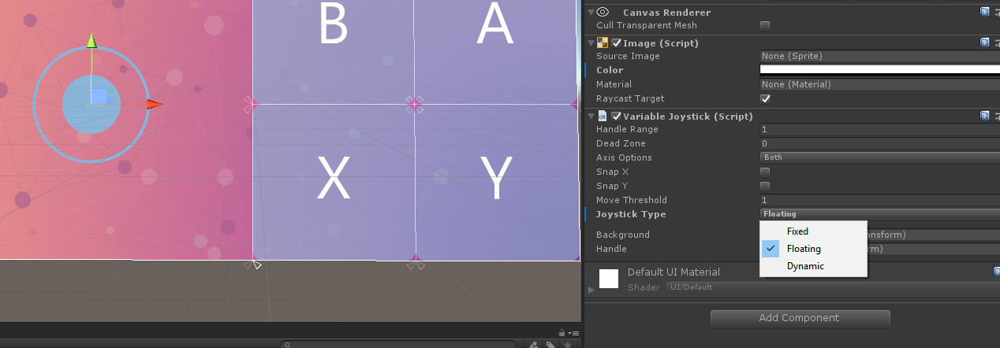 B A
X Y
Canvas Renderer
Cull Transparent Mesh
Image (Script)
Source Image None (Sprite)
Color
Material None (Material)
Raycast Target
c#
Variable Joystick (Script)
Handle Range 1
Dead Zone 0
Axis Options Both
Snap X
Snap Y
Move Threshold 1
Joystick Type Floating
Fixed
Floating
Dynamic
Background ansform)
Handle rm)
Default UI Material
Shader UI/Default
Add Component